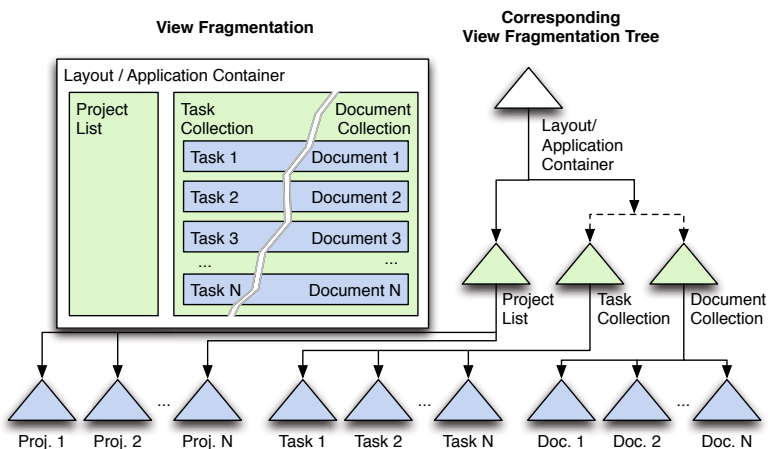 View Fragmentation
Corresponding
View Fragmentation Tree
Layout / Application Container
Project
List
Task
Collection
Document
Collection
Task 1
Document 1
Task 2
Document 2
Task 3
Document 3
...
...
Task N
Document N
Layout/
Application
Container
Project
List
Task
Collection
Document
Collection
...
...
...
Proj. 1
Proj. 2
Proj. N
Task 1
Task 2
Task N
Doc. 1
Doc. 2
Doc. N